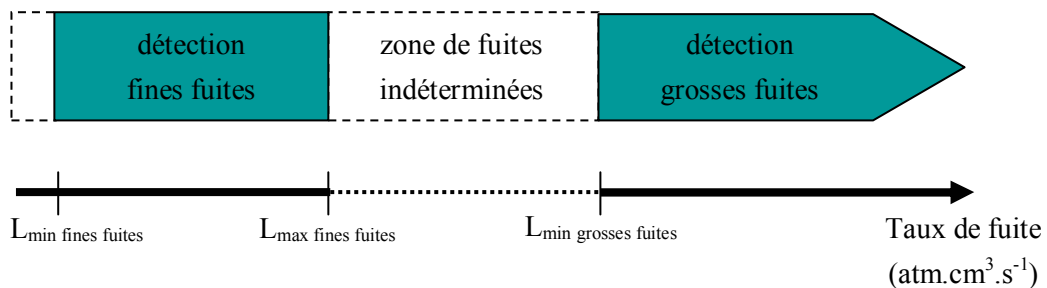 détection
fines fuites
zone de fuites
indéterminées
détection
grosses fuites
Lmin fines fuites
Lmax fines fuites
Lmin grosses fuites
Taux de fuite
(atm.cm³.s⁻¹)